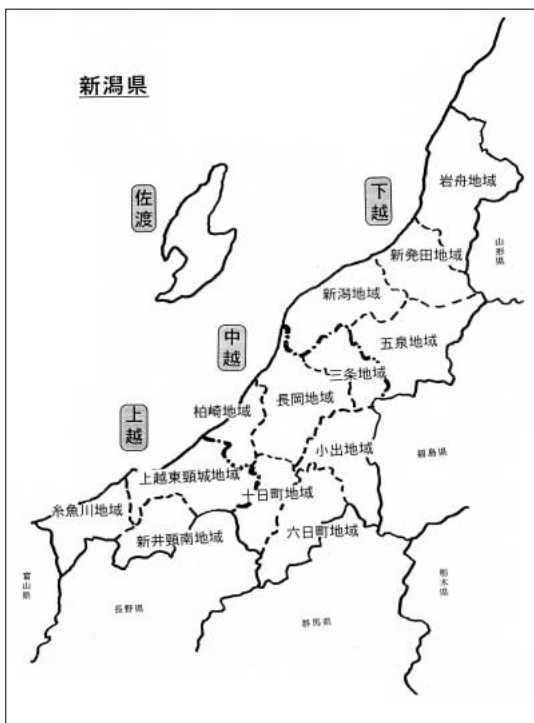 新潟県
佐渡
下越
中越
上越
岩舟地域
新発田地域
新潟地域
五泉地域
三条地域
長岡地域
柏崎地域
小出地域
上越東頸城地域
十日町地域
糸魚川地域
新井頸南地域
六日町地域
山形県
福島県
富山県
長野県
群馬県
栃木県